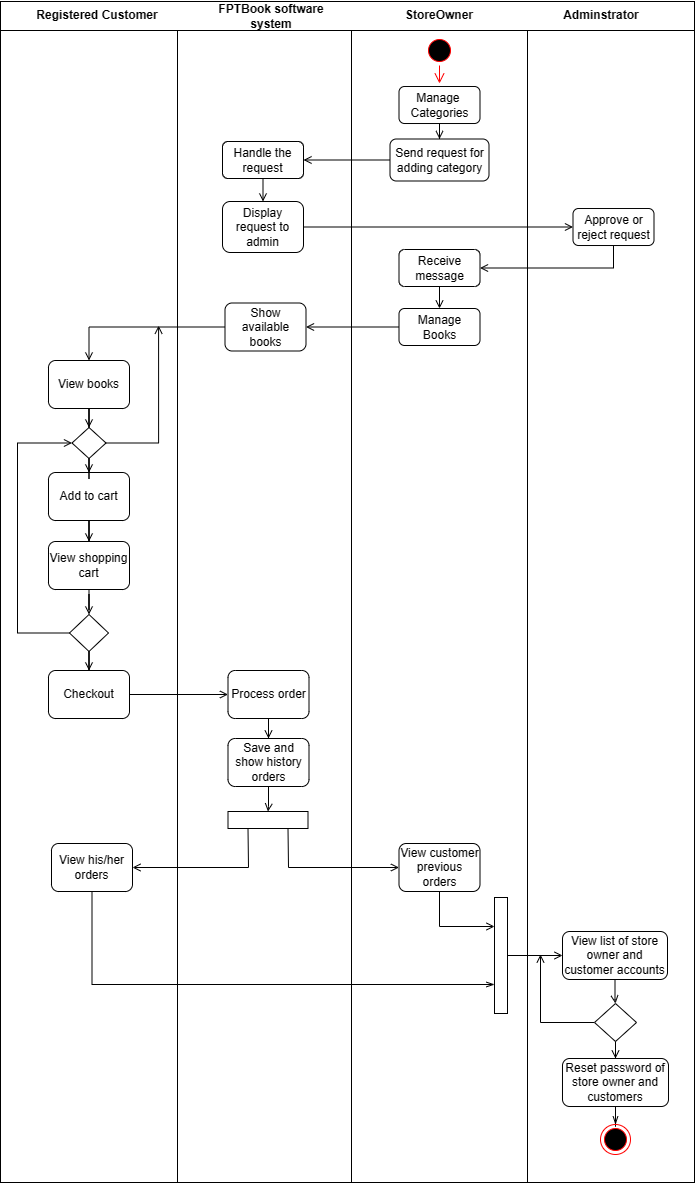 Registered Customer
FPTBook software
system
StoreOwner
Adminstrator
Manage
Categories
Send request for
adding category
Handle the
request
Display
request to
admin
Approve or
reject request
Receive
message
Manage
Books
Show
available
books
View books
Add to cart
View shopping
cart
Checkout
Process order
Save and
show history
orders
View his/her
orders
View customer
previous
orders
View list of store
owner and
customer accounts
Reset password of
store owner and
customers